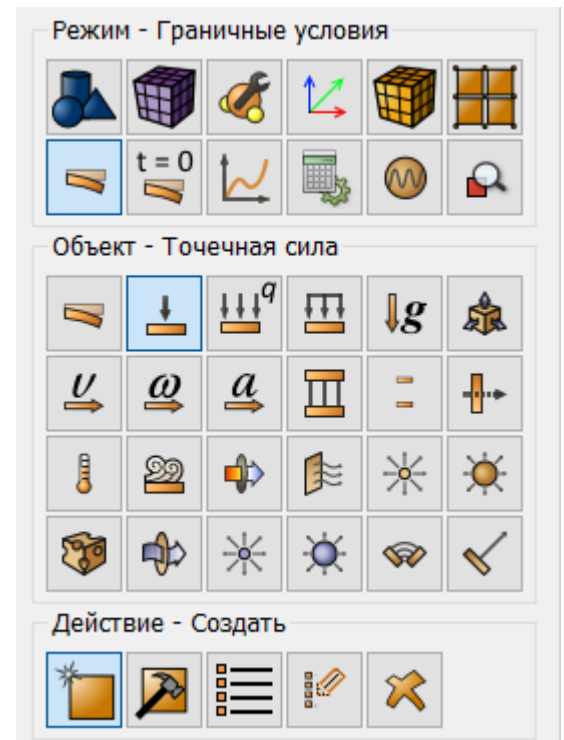 Режим - Граничные условия
t = 0
Объект - Точечная сила
q
g
υ ω a
Действие - Создать